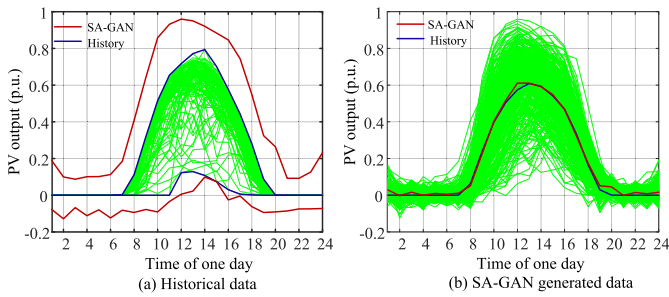 SA-GAN
History
PV output (p.u.)
1
0.8
0.6
0.4
0.2
0
-0.2
2 4 6 8 10 12 14 16 18 20 22 24
Time of one day
(a) Historical data
SA-GAN
History
PV output (p.u.)
1
0.8
0.6
0.4
0.2
0
-0.2
2 4 6 8 10 12 14 16 18 20 22 24
Time of one day
(b) SA-GAN generated data